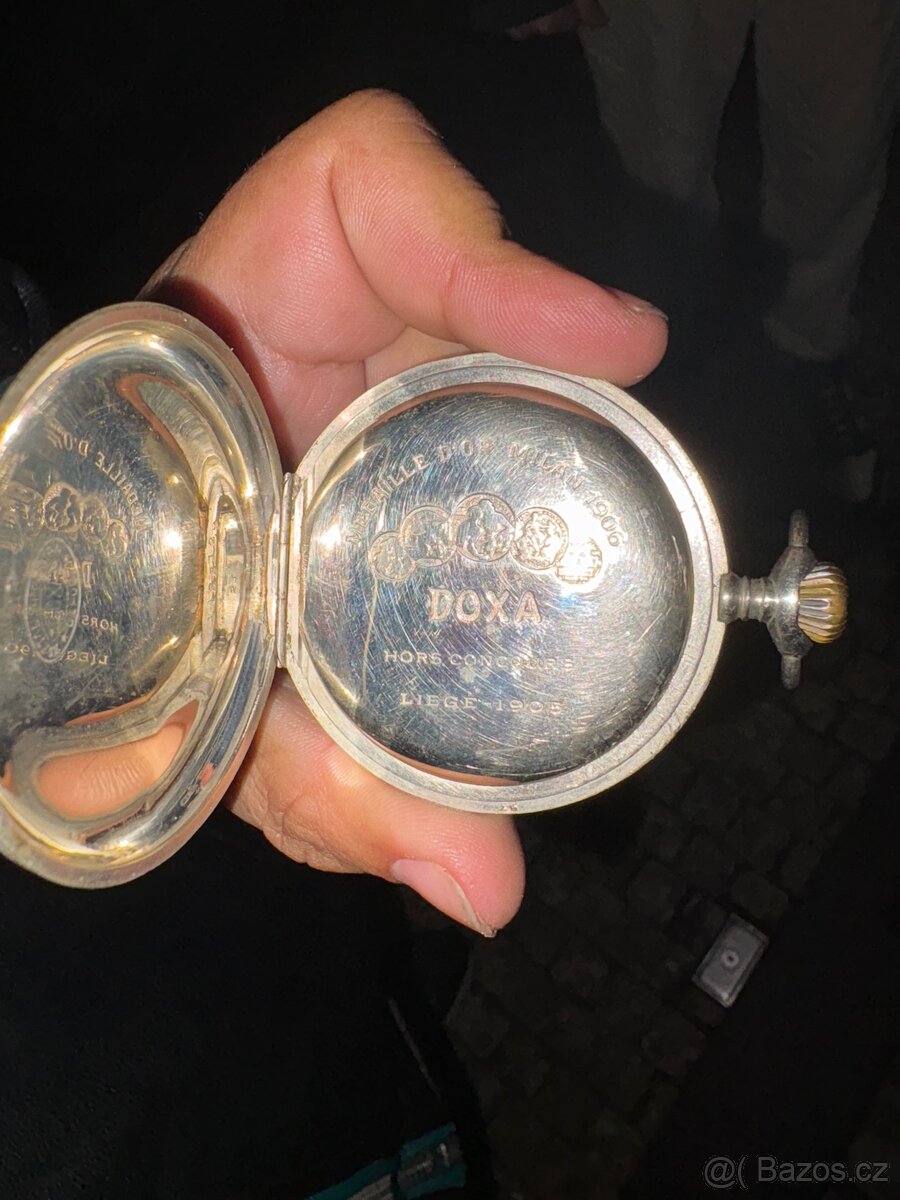 MEDAILLE D'OR MILAN 1906
DOXA
HORS CONCOURS
LIEGE-1905
@( Bazos.cz